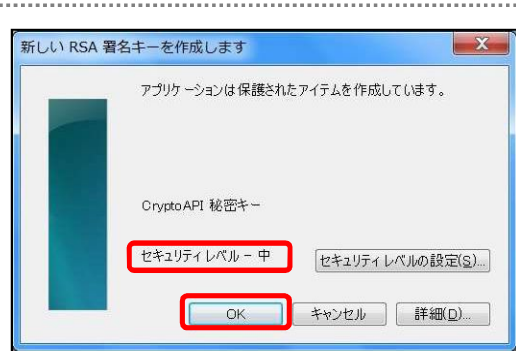 新しい RSA 署名キーを作成します
アプリケーションは保護されたアイテムを作成しています。
CryptoAPI 秘密キー
セキュリティ レベル - 中
セキュリティ レベルの設定(S)...
OK
キャンセル
詳細(D)...